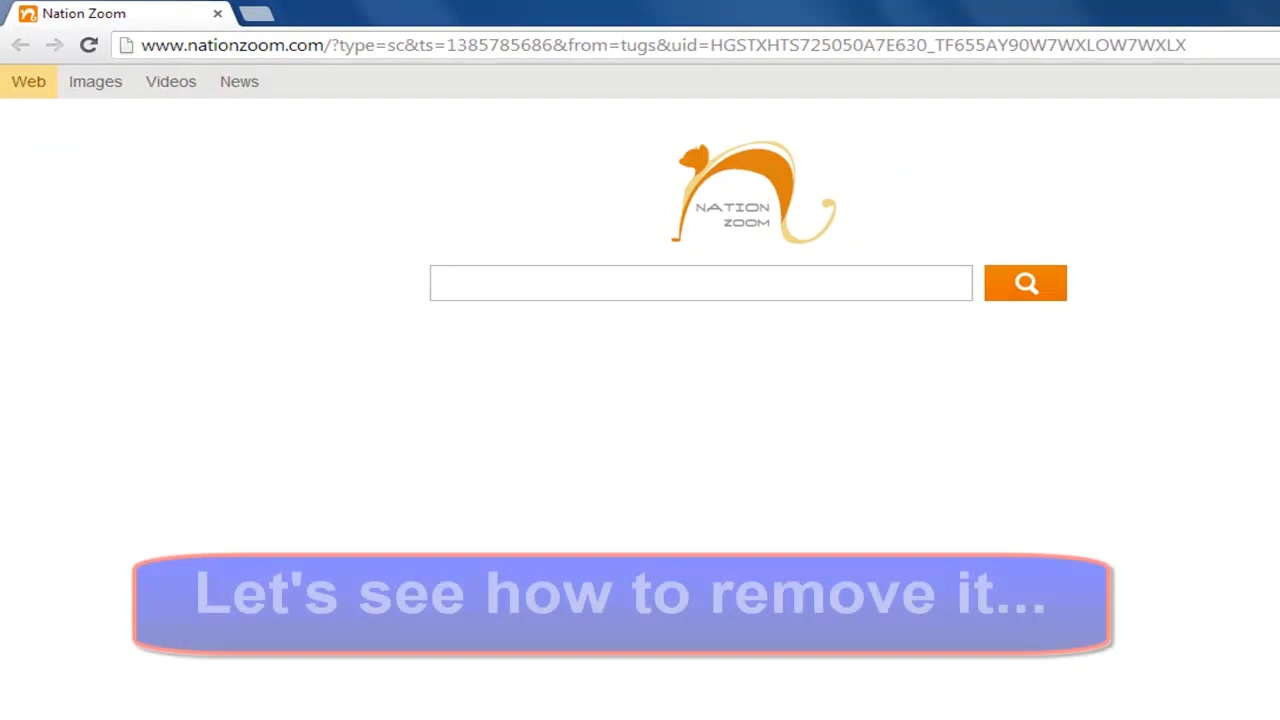 Nation Zoom
www.nationzoom.com/?type=sc&ts=1385785686&from=tugs&uid=HGSTXHTS725050A7E630_TF655AY90W7WXLOW7WXLX
Web Images Videos News
NATION
ZOOM
Let's see how to remove it...